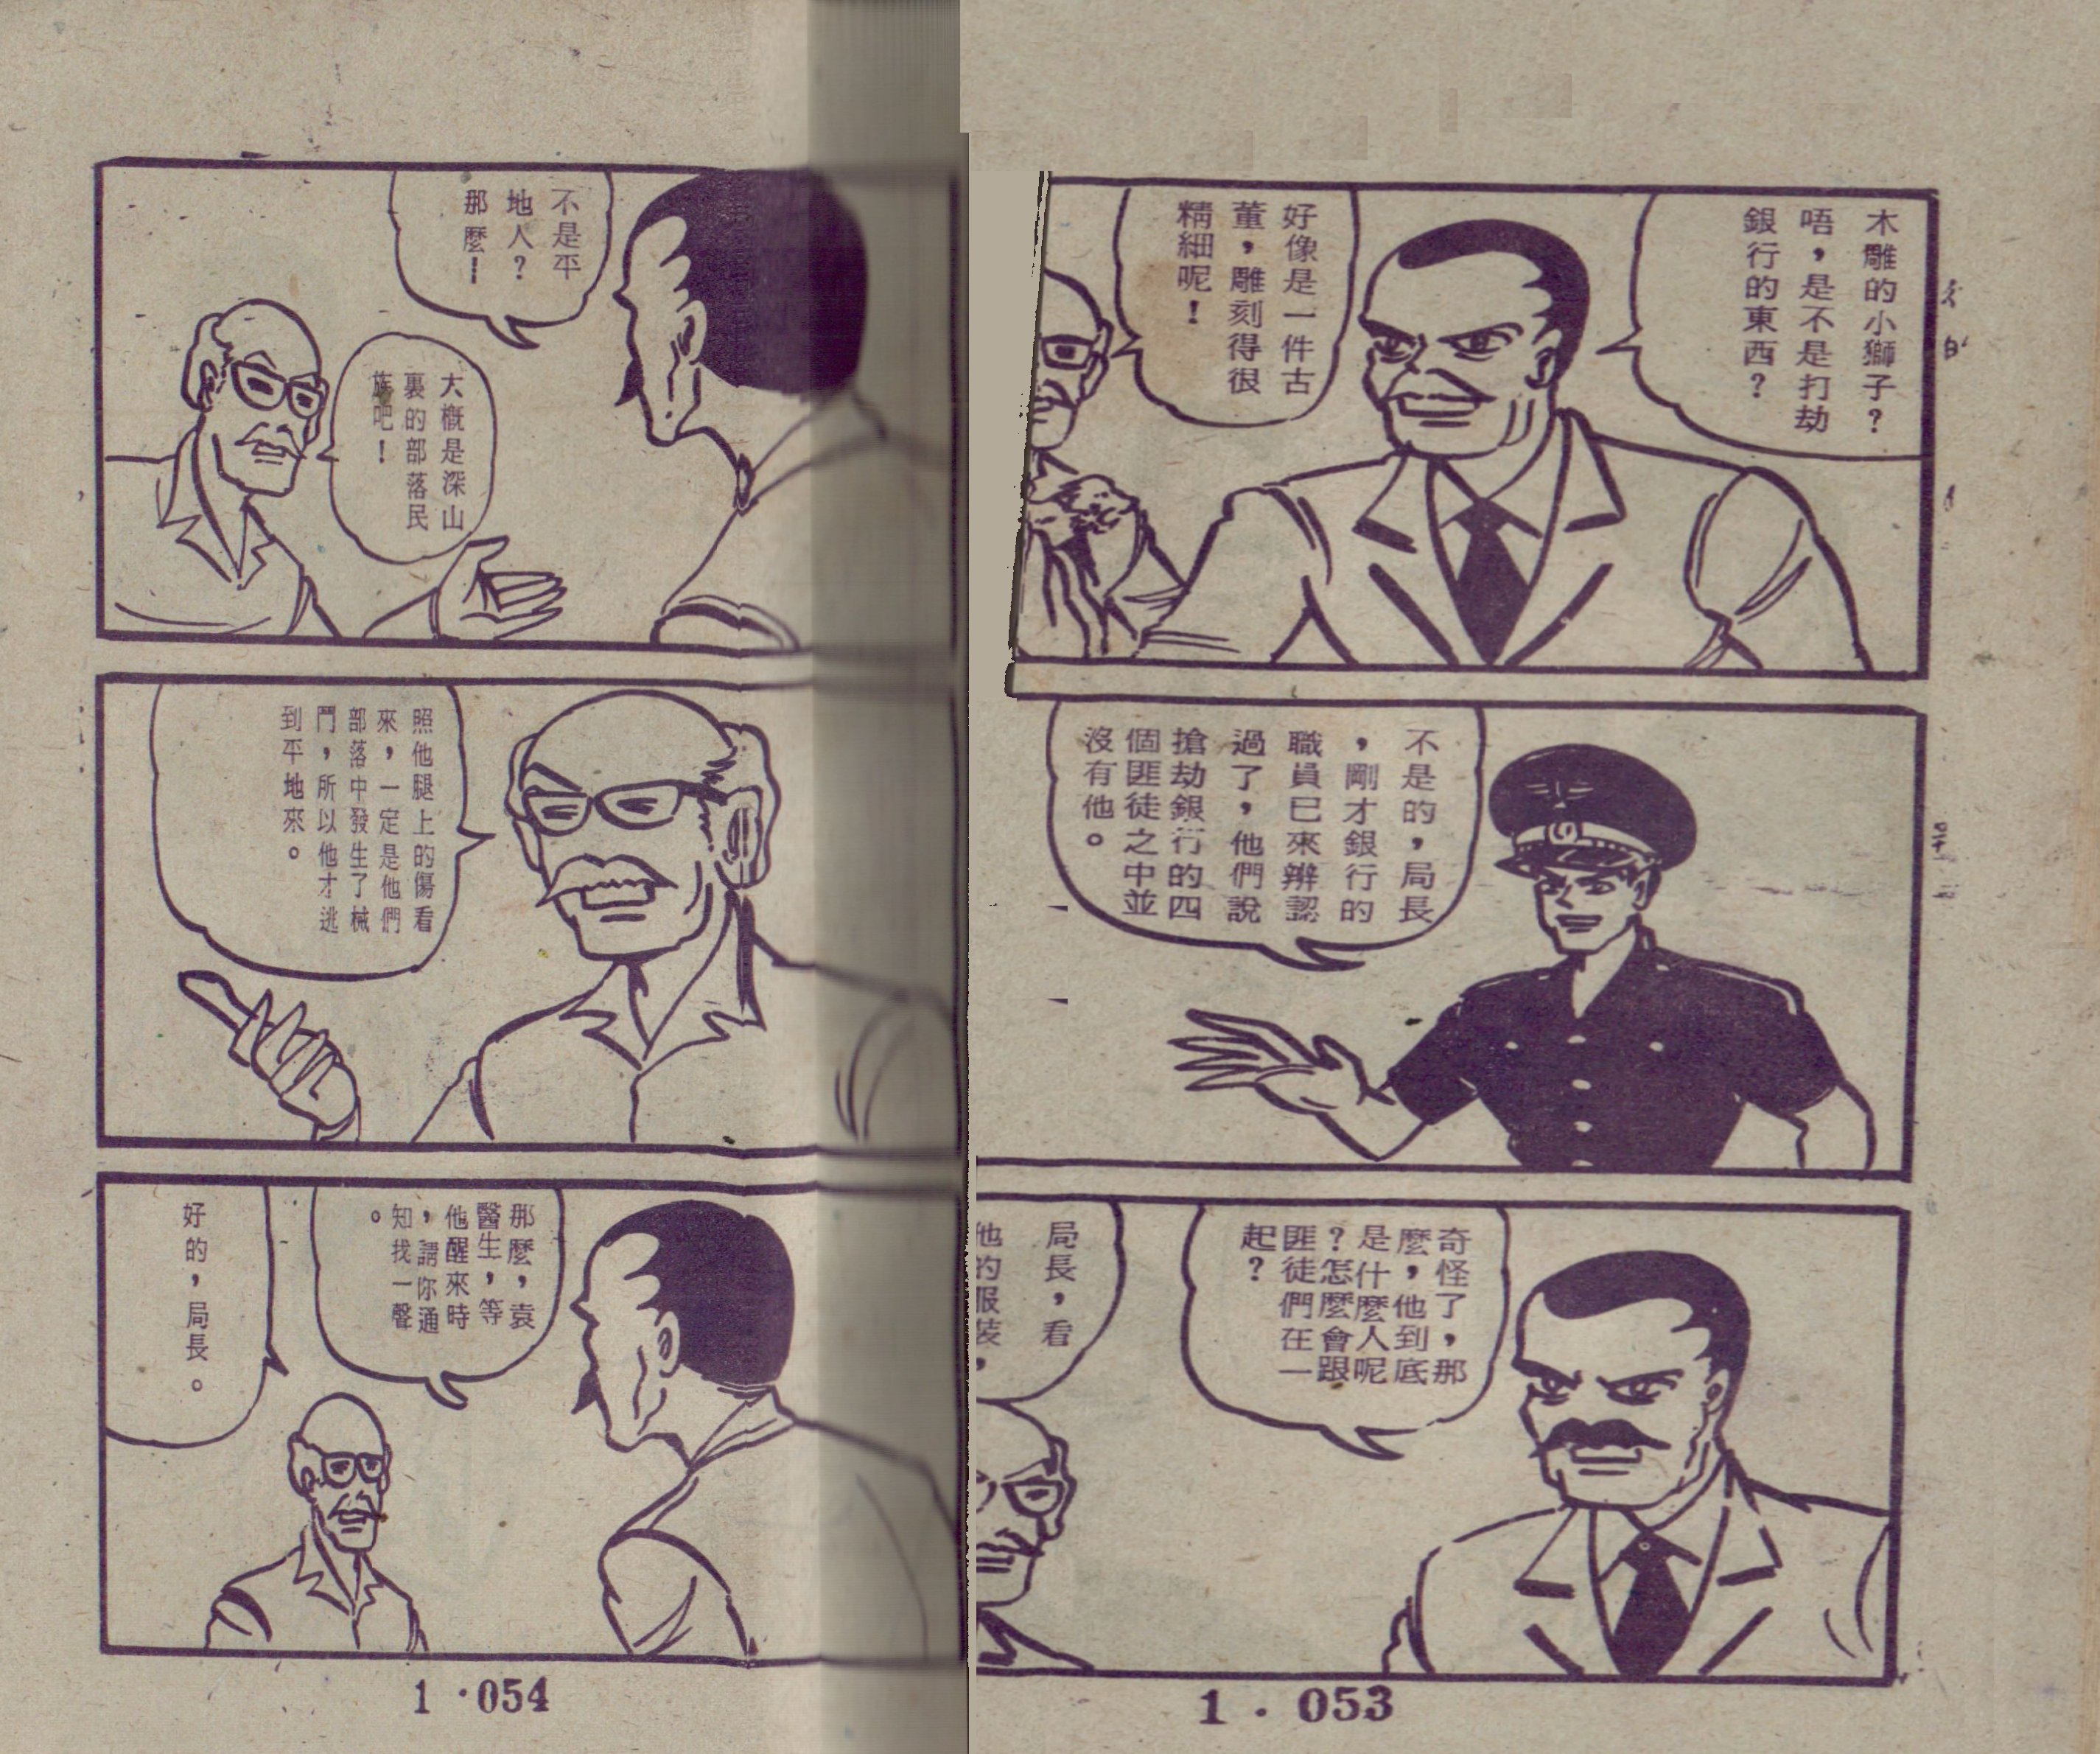 木雕的小獅子？
唔，是不是打劫
銀行的東西？
好像是一件古
董，雕刻得很
精細呢！
不是的，局長
，剛才銀行的
職員已來辨認
過了，他們說
搶劫銀行的四
個匪徒之中並
沒有他。
奇怪了，那
麼，他到底
是什麼人呢
？怎麼會跟
匪徒們在一
起？
局長，看
他的服裝，
1．053
不是平
地人？
那麼—
大概是深山
裏的部落民
族吧！
照他腿上的傷看
來，一定是他們
部落中發生了械
鬥，所以他才逃
到平地來。
那麼，袁
醫生，等
他醒來時
，請你通
知我一聲
。
好的，局長。
1·054